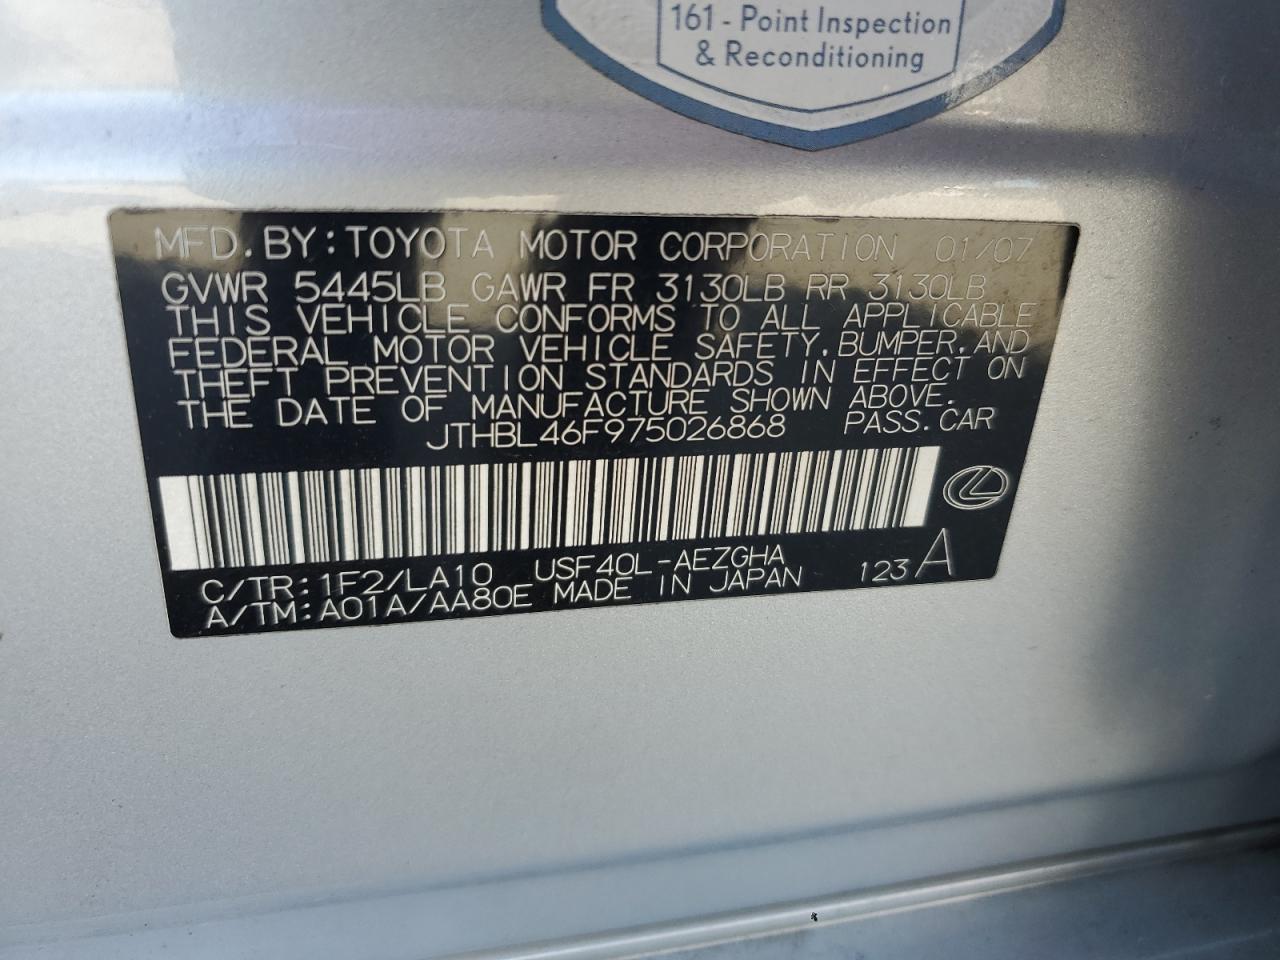 161 - Point Inspection
& Reconditioning
MFD. BY: TOYOTA MOTOR CORPORATION 01/07
GVWR 5445LB GAWR FR 3130LB RR 3130LB
THIS VEHICLE CONFORMS TO ALL APPLICABLE
FEDERAL MOTOR VEHICLE SAFETY, BUMPER, AND
THEFT PREVENTION STANDARDS IN EFFECT ON
THE DATE OF MANUFACTURE SHOWN ABOVE.
JTHBL46F975026868 PASS. CAR
C/TR: 1F2/LA10 USF40L-AEZGHA
A/TM: A01A/AA80E MADE IN JAPAN 123 A